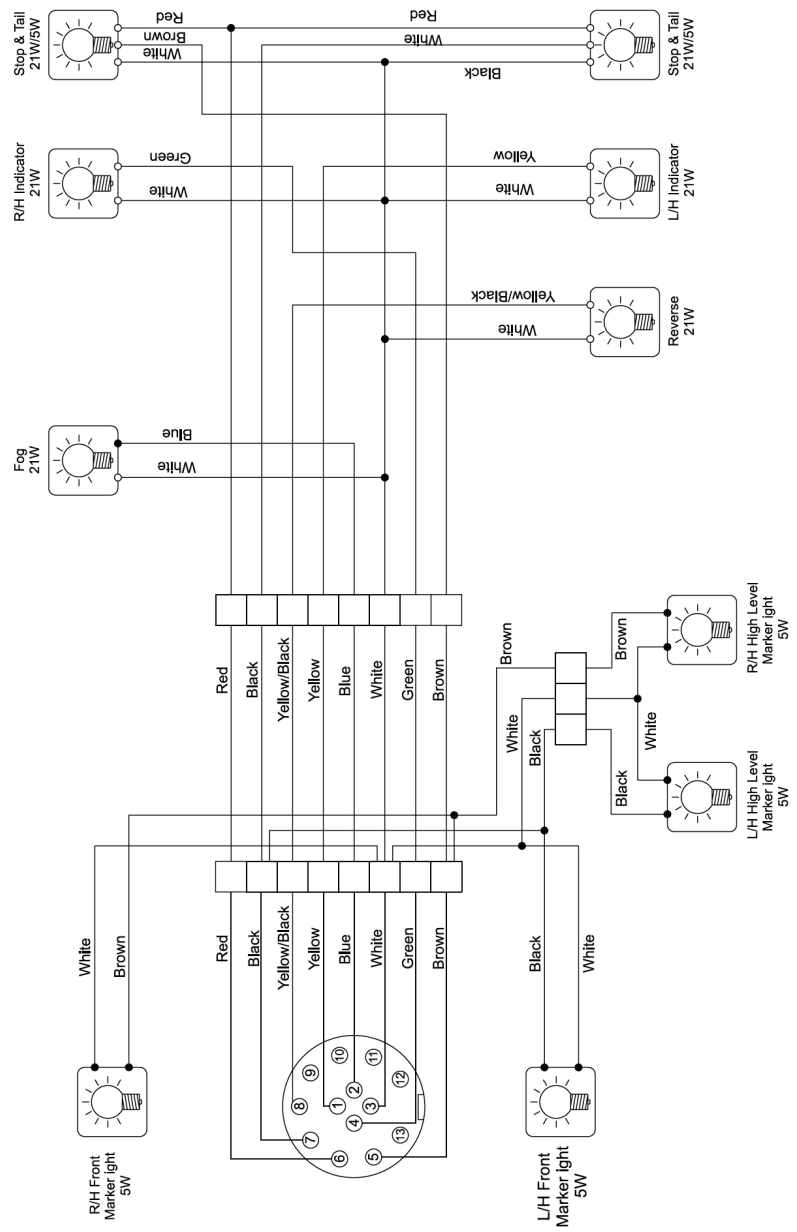 Stop & Tail
21W/5W
Red
Brown
White
Red
White
Black
Stop & Tail
21W/5W
R/H Indicator
21W
Green
White
Yellow
White
L/H Indicator
21W
Yellow/Black
White
Reverse
21W
Fog
21W
Blue
White
Red
Black
Yellow/Black
Yellow
Blue
White
Green
Brown
Brown
White
Black
Brown
White
Black
R/H High Level
Marker ight
5W
L/H High Level
Marker ight
5W
White
Brown
Red
Black
Yellow/Black
Yellow
Blue
White
Green
Brown
Black
White
1
2
3
4
5
6
7
8
9
10
11
12
13
R/H Front
Marker ight
5W
L/H Front
Marker lght
5W